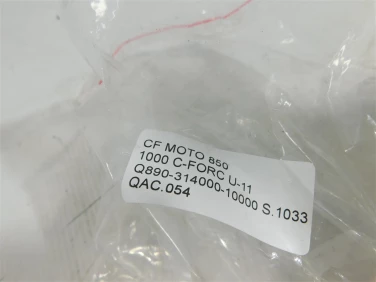 CF MOTO 850
1000 C-FORC U-11
Q890-314000-10000 S.1033
QAC.054